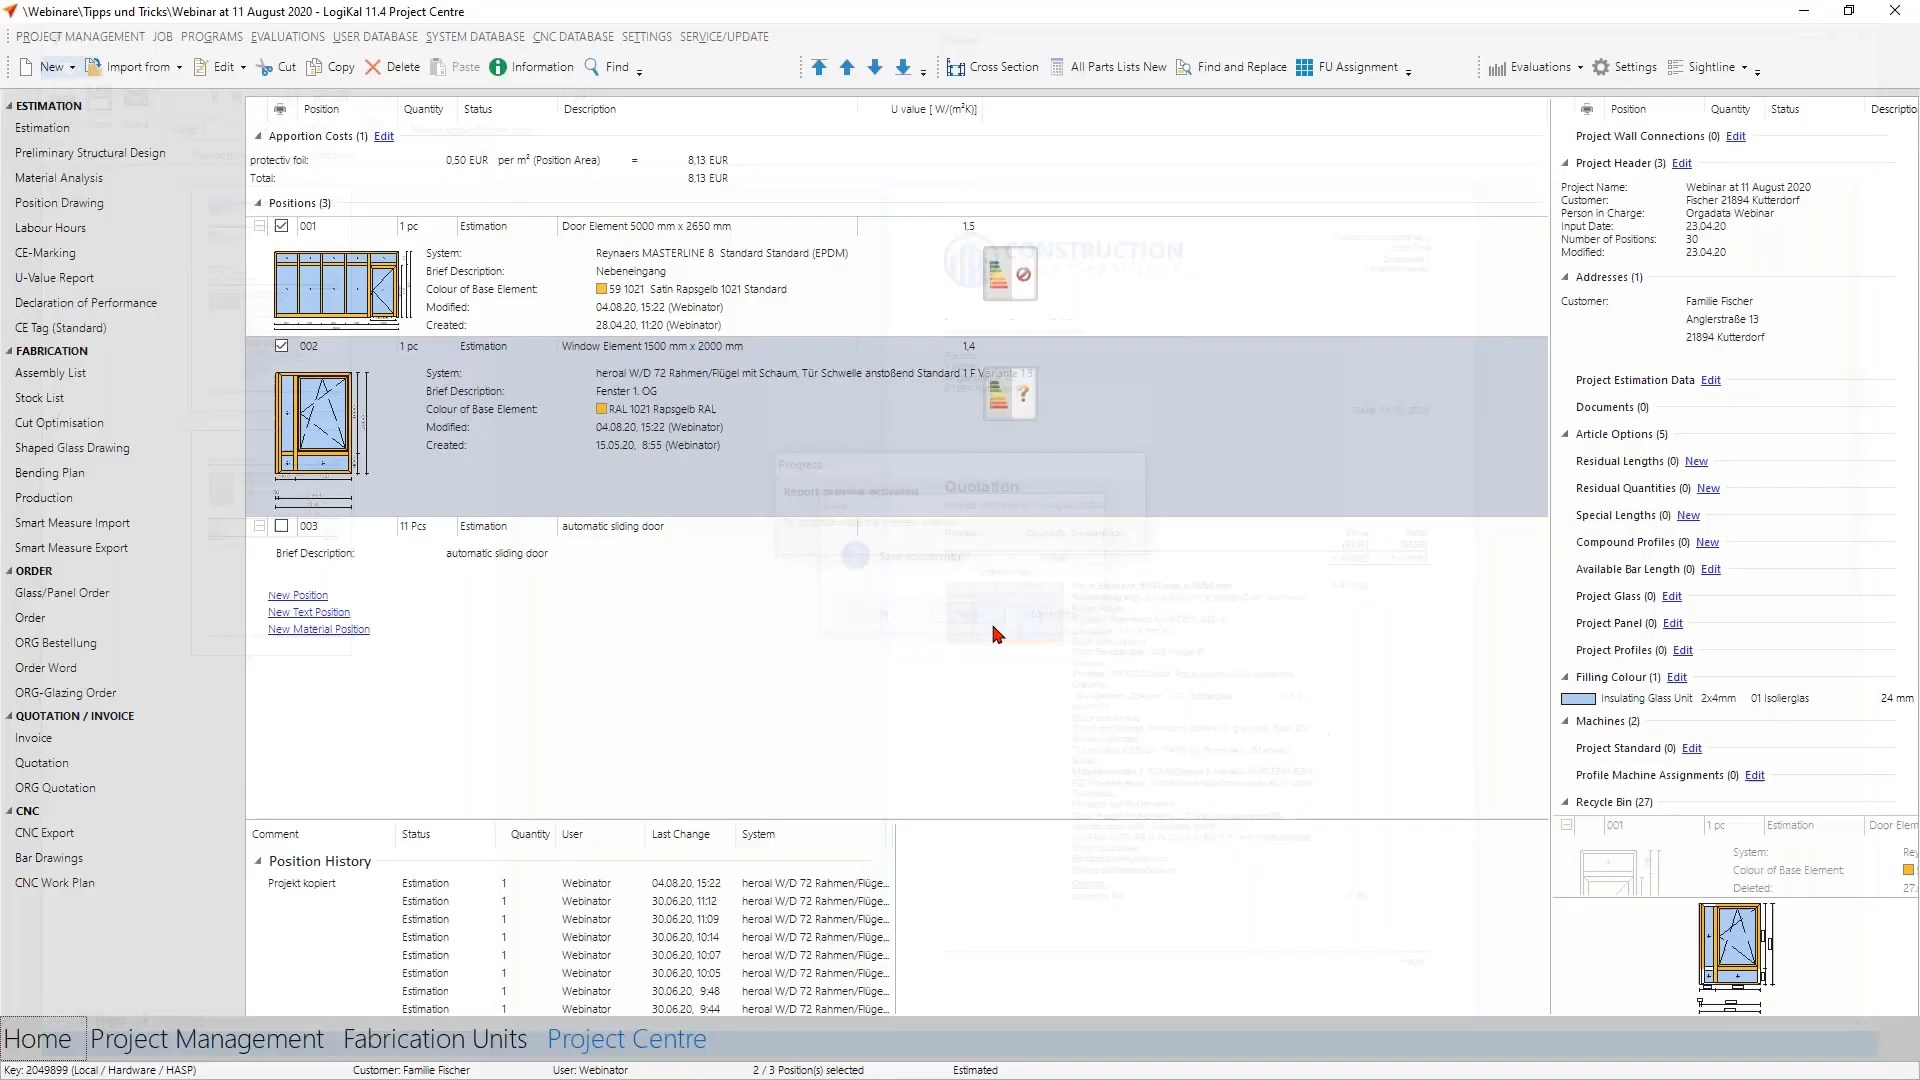 \Webinare\Tipps und Tricks\Webinar at 11 August 2020 - LogiKal 11.4 Project Centre
PROJECT MANAGEMENT JOB PROGRAMS EVALUATIONS USER DATABASE SYSTEM DATABASE CNC DATABASE SETTINGS SERVICE/UPDATE
New Import from Edit Cut Copy Delete Paste Information Find Cross Section All Parts Lists New Find and Replace FU Assignment Evaluations Settings Sightline
ESTIMATION
Estimation
Preliminary Structural Design
Material Analysis
Position Drawing
Labour Hours
CE-Marking
U-Value Report
Declaration of Performance
CE Tag (Standard)
FABRICATION
Assembly List
Stock List
Cut Optimisation
Shaped Glass Drawing
Bending Plan
Production
Smart Measure Import
Smart Measure Export
ORDER
Glass/Panel Order
Order
ORG Bestellung
Order Word
ORG-Glazing Order
QUOTATION / INVOICE
Invoice
Quotation
ORG Quotation
CNC
CNC Export
Bar Drawings
CNC Work Plan
Position Quantity Status Description U value [ W/(m²K)]
Apportion Costs (1) Edit
protectiv foil: 0,50 EUR per m² (Position Area) = 8,13 EUR
Total: 8,13 EUR
Positions (3)
001 1 pc Estimation Door Element 5000 mm x 2650 mm 1,5
System: Reynaers MASTERLINE 8 Standard Standard (EPDM)
Brief Description: Nebeneingang
Colour of Base Element: 59 1021 Satin Rapsgelb 1021 Standard
Modified: 04.08.20, 15:22 (Webinator)
Created: 28.04.20, 11:20 (Webinator)
CONSTRUCTION
002 1 pc Estimation Window Element 1500 mm x 2000 mm 1,4
System: heroal W/D 72 Rahmen/Flügel mit Schaum, Tür Schwelle anstoßend Standard 1 F Variante 13
Brief Description: Fenster 1. OG
Colour of Base Element: RAL 1021 Rapsgelb RAL
Modified: 04.08.20, 15:22 (Webinator)
Created: 15.05.20, 8:55 (Webinator)
Progress
Report preview activated.
Quotation
003 11 Pcs Estimation automatic sliding door
Brief Description: automatic sliding door
New Position
New Text Position
New Material Position
Comment Status Quantity User Last Change System
Position History
Projekt kopiert Estimation 1 Webinator 04.08.20, 15:22 heroal W/D 72 Rahmen/Flüge...
Estimation 1 Webinator 30.06.20, 11:12 heroal W/D 72 Rahmen/Flüge...
Estimation 1 Webinator 30.06.20, 11:09 heroal W/D 72 Rahmen/Flüge...
Estimation 1 Webinator 30.06.20, 10:14 heroal W/D 72 Rahmen/Flüge...
Estimation 1 Webinator 30.06.20, 10:07 heroal W/D 72 Rahmen/Flüge...
Estimation 1 Webinator 30.06.20, 10:05 heroal W/D 72 Rahmen/Flüge...
Estimation 1 Webinator 30.06.20, 9:48 heroal W/D 72 Rahmen/Flüge...
Estimation 1 Webinator 30.06.20, 9:44 heroal W/D 72 Rahmen/Flüge...
Position Quantity Status Descriptio
Project Wall Connections (0) Edit
Project Header (3) Edit
Project Name: Webinar at 11 August 2020
Customer: Fischer 21894 Kutterdorf
Person in Charge: Orgadata Webinar
Input Date: 23.04.20
Number of Positions: 30
Modified: 23.04.20
Addresses (1)
Customer: Familie Fischer
Anglerstraße 13
21894 Kutterdorf
Project Estimation Data Edit
Documents (0)
Article Options (5)
Residual Lengths (0) New
Residual Quantities (0) New
Special Lengths (0) New
Compound Profiles (0) New
Available Bar Length (0) Edit
Project Glass (0) Edit
Project Panel (0) Edit
Project Profiles (0) Edit
Filling Colour (1) Edit
Insulating Glass Unit 2x4mm 01 Isolierglas 24 mm
Machines (2)
Project Standard (0) Edit
Profile Machine Assignments (0) Edit
Recycle Bin (27)
001 1 pc Estimation Door Elem
System: Rey
Colour of Base Element:
Deleted: 27.
Home Project Management Fabrication Units Project Centre
Key: 2049899 (Local / Hardware / HASP) Customer: Familie Fischer User: Webinator 2 / 3 Position(s) selected Estimated